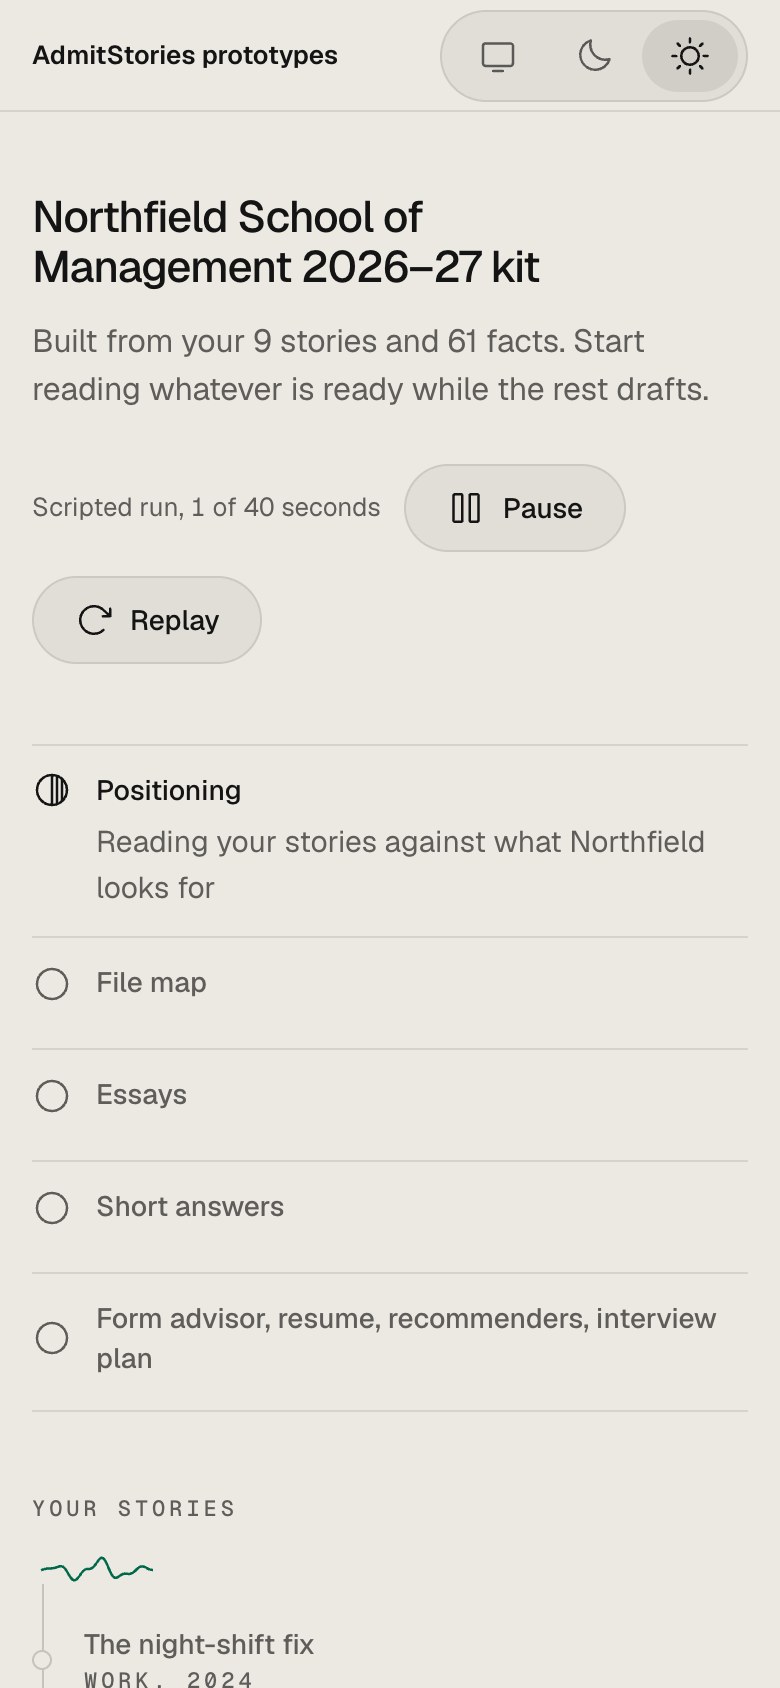 AdmitStories prototypes
Northfield School of
Management 2026–27 kit
Built from your 9 stories and 61 facts. Start
reading whatever is ready while the rest drafts.
Scripted run, 1 of 40 seconds
Pause
Replay
Positioning
Reading your stories against what Northfield
looks for
File map
Essays
Short answers
Form advisor, resume, recommenders, interview
plan
YOUR STORIES
The night-shift fix
WORK, 2024